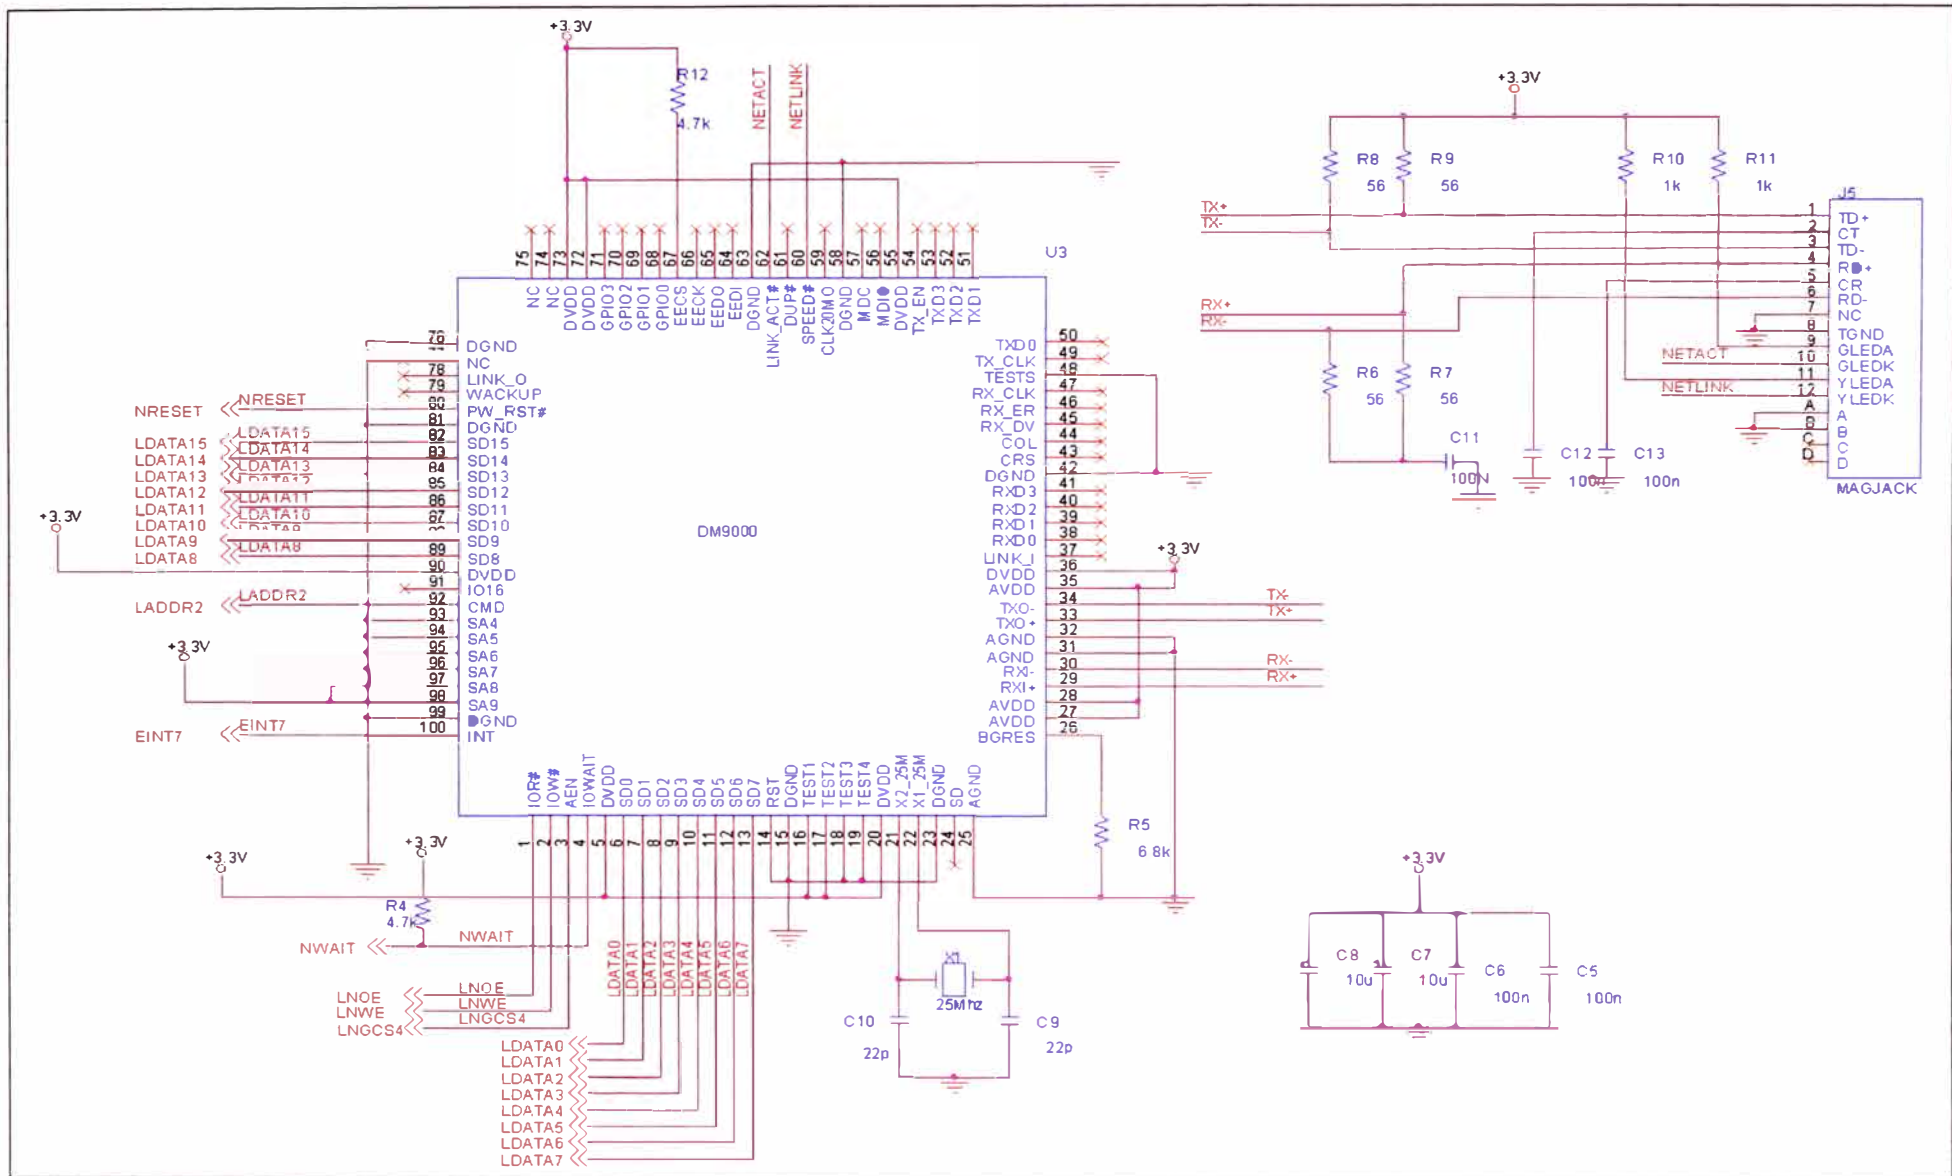 +3.3V
R12
4.7k
NETACT
NETLINK
75 74 73 72 71 70 69 68 67 66 65 64 63 62 61 60 59 58 57 56 55 54 53 52 51
NC NC DVDD DVDD GPIO3 GPIO2 GPIO1 GPIO0 EECS EECK EEDO EEDI DGND LINK_ACT# DUP# SPEED# CLK20MO DGND MDC MDIO DVDD TX_EN TXD3 TXD2 TXD1
U3
DM9000
76 DGND
NC
78 LINK_O
79 WACKUP
NRESET NRESET 80 PW_RST#
81 DGND
LDATA15 LDATA15 82 SD15
LDATA14 LDATA14 83 SD14
LDATA13 LDATA13 84 SD13
LDATA12 LDATA12 85 SD12
LDATA11 LDATA11 86 SD11
LDATA10 LDATA10 87 SD10
LDATA9 LDATA9 SD9
LDATA8 LDATA8 89 SD8
+3.3V
90 DVDD
91 IO16
LADDR2 LADDR2 92 CMD
93 SA4
94 SA5
95 SA6
96 SA7
97 SA8
+3.3V
98 SA9
99 DGND
EINT7 EINT7 100 INT
TXD0 50
TX_CLK 49
TESTS 48
RX_CLK 47
RX_ER 46
RX_DV 45
COL 44
CRS 43
DGND 42
RXD3 41
RXD2 40
RXD1 39
RXD0 38
LINK_I 37
DVDD 36
+3.3V
AVDD 35
TXO- 34 TX-
TXO+ 33 TX+
AGND 32
AGND 31
RXI- 30 RX-
RXI+ 29 RX+
AVDD 28
AVDD 27
BGRES 26
R5
6.8k
IOR# IOW# AEN IOWAIT DVDD SD0 SD1 SD2 SD3 SD4 SD5 SD6 SD7 RST DGND TEST1 TEST2 TEST3 TEST4 DVDD X2_25M X1_25M DGND SD AGND
1 2 3 4 5 6 7 8 9 10 11 12 13 14 15 16 17 18 19 20 21 22 23 24 25
+3.3V
+3.3V
R4
4.7k
NWAIT NWAIT
LNOE LNOE
LNWE LNWE
LNGCS4 LNGCS4
LDATA0 LDATA1 LDATA2 LDATA3 LDATA4 LDATA5 LDATA6 LDATA7
LDATA0
LDATA1
LDATA2
LDATA3
LDATA4
LDATA5
LDATA6
LDATA7
X1
25Mhz
C10
22p
C9
22p
+3.3V
R8 R9 R10 R11
56 56 1k 1k
TX+
TX-
RX+
RX-
R6 R7
56 56
C11
100N
C12
100n
C13
100n
NETACT
NETLINK
J5
1 TD+
2 CT
3 TD-
4 RD+
5 CR
6 RD-
7 NC
8 TGND
9 GLEDA
10 GLEDK
11 YLEDA
12 YLEDK
A A
B B
C C
D D
MAGJACK
+3.3V
C8 C7 C6 C5
10u 10u 100n 100n